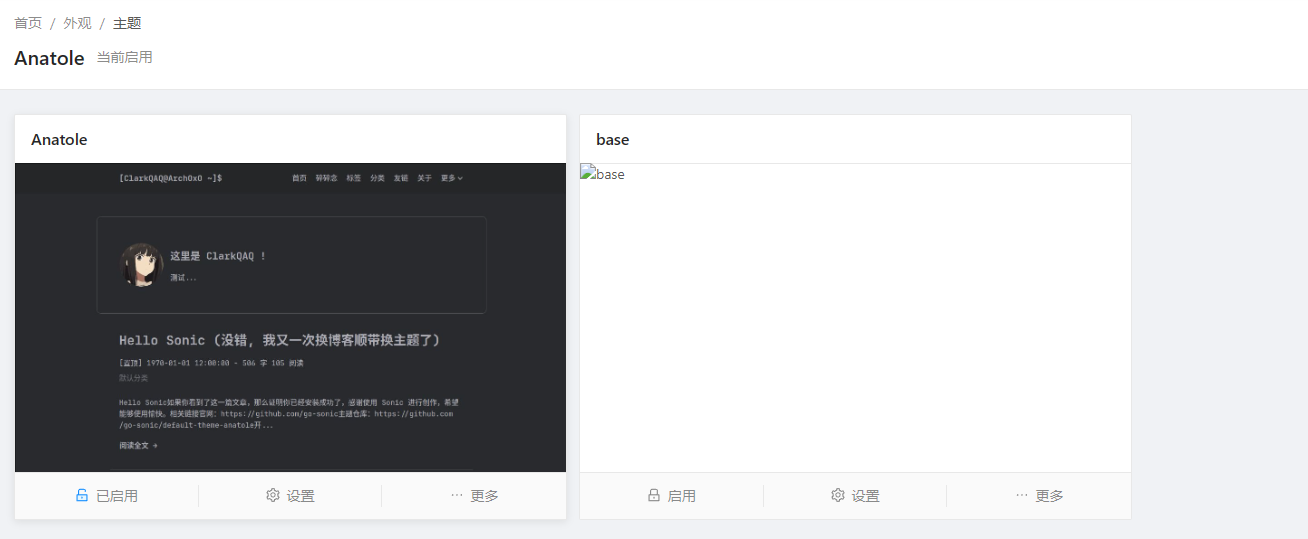 首页 / 外观 / 主题
Anatole 当前启用
Anatole
[ClarkQAQ@Arch0x0 ~]$ 首页 碎碎念 标签 分类 友链 关于 更多
这里是 ClarkQAQ !
测试...
Hello Sonic (没错, 我又一次换博客顺带换主题了)
[置顶] 1970-01-01 12:00:00 - 506 字 105 阅读
默认分类
Hello Sonic如果你看到了这一篇文章，那么证明你已经安装成功了，感谢使用 Sonic 进行创作，希望
能够使用愉快。相关链接官网：https://github.com/go-sonic主题仓库：https://github.com
/go-sonic/default-theme-anatole开...
阅读全文 →
已启用 设置 ··· 更多
base
base
启用 设置 ··· 更多